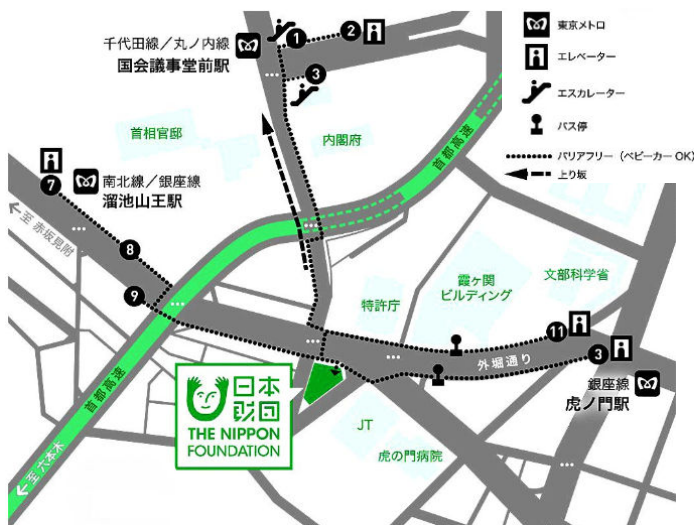 千代田線／丸ノ内線
国会議事堂前駅
1
2
3
東京メトロ
エレベーター
エスカレーター
バス停
バリアフリー（ベビーカーOK）
上り坂
首相官邸
内閣府
首都高速
7
南北線／銀座線
溜池山王駅
←至 赤坂見附
8
9
特許庁
霞ヶ関
ビルディング
文部科学省
11
3
外堀通り
銀座線
虎ノ門駅
首都高速
←至 六本木
日本
財団
THE NIPPON
FOUNDATION
JT
虎の門病院